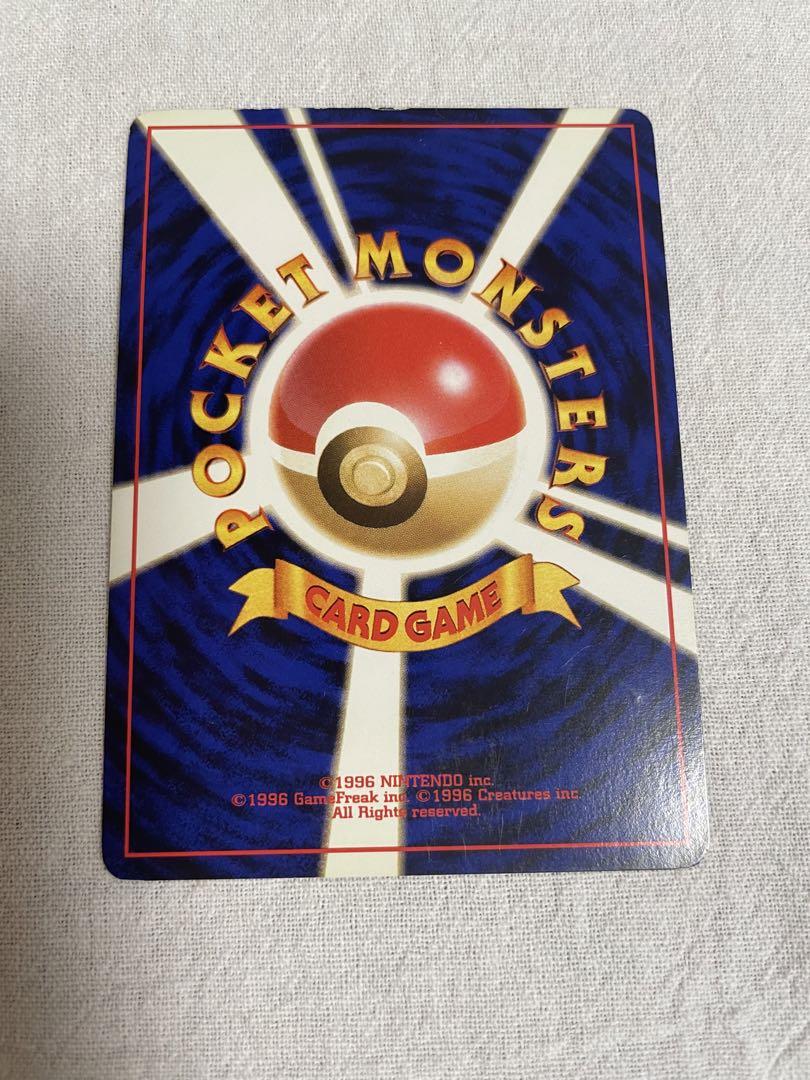 POCKET MONSTERS
CARD GAME
©1996 NINTENDO inc.
©1996 GameFreak inc. ©1996 Creatures inc.
All Rights reserved.